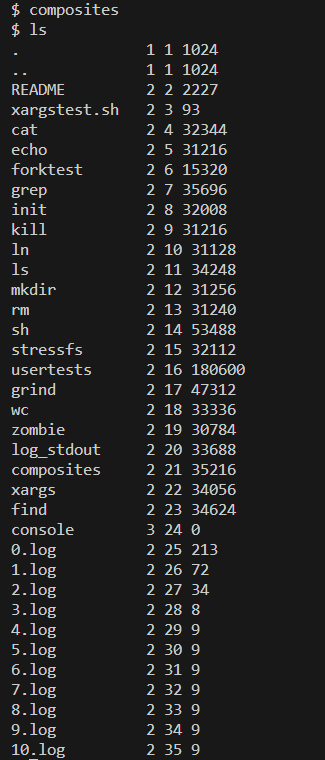 $ composites
$ ls
. 1 1 1024
.. 1 1 1024
README 2 2 2227
xargstest.sh 2 3 93
cat 2 4 32344
echo 2 5 31216
forktest 2 6 15320
grep 2 7 35696
init 2 8 32008
kill 2 9 31216
ln 2 10 31128
ls 2 11 34248
mkdir 2 12 31256
rm 2 13 31240
sh 2 14 53488
stressfs 2 15 32112
usertests 2 16 180600
grind 2 17 47312
wc 2 18 33336
zombie 2 19 30784
log_stdout 2 20 33688
composites 2 21 35216
xargs 2 22 34056
find 2 23 34624
console 3 24 0
0.log 2 25 213
1.log 2 26 72
2.log 2 27 34
3.log 2 28 8
4.log 2 29 9
5.log 2 30 9
6.log 2 31 9
7.log 2 32 9
8.log 2 33 9
9.log 2 34 9
10.log 2 35 9